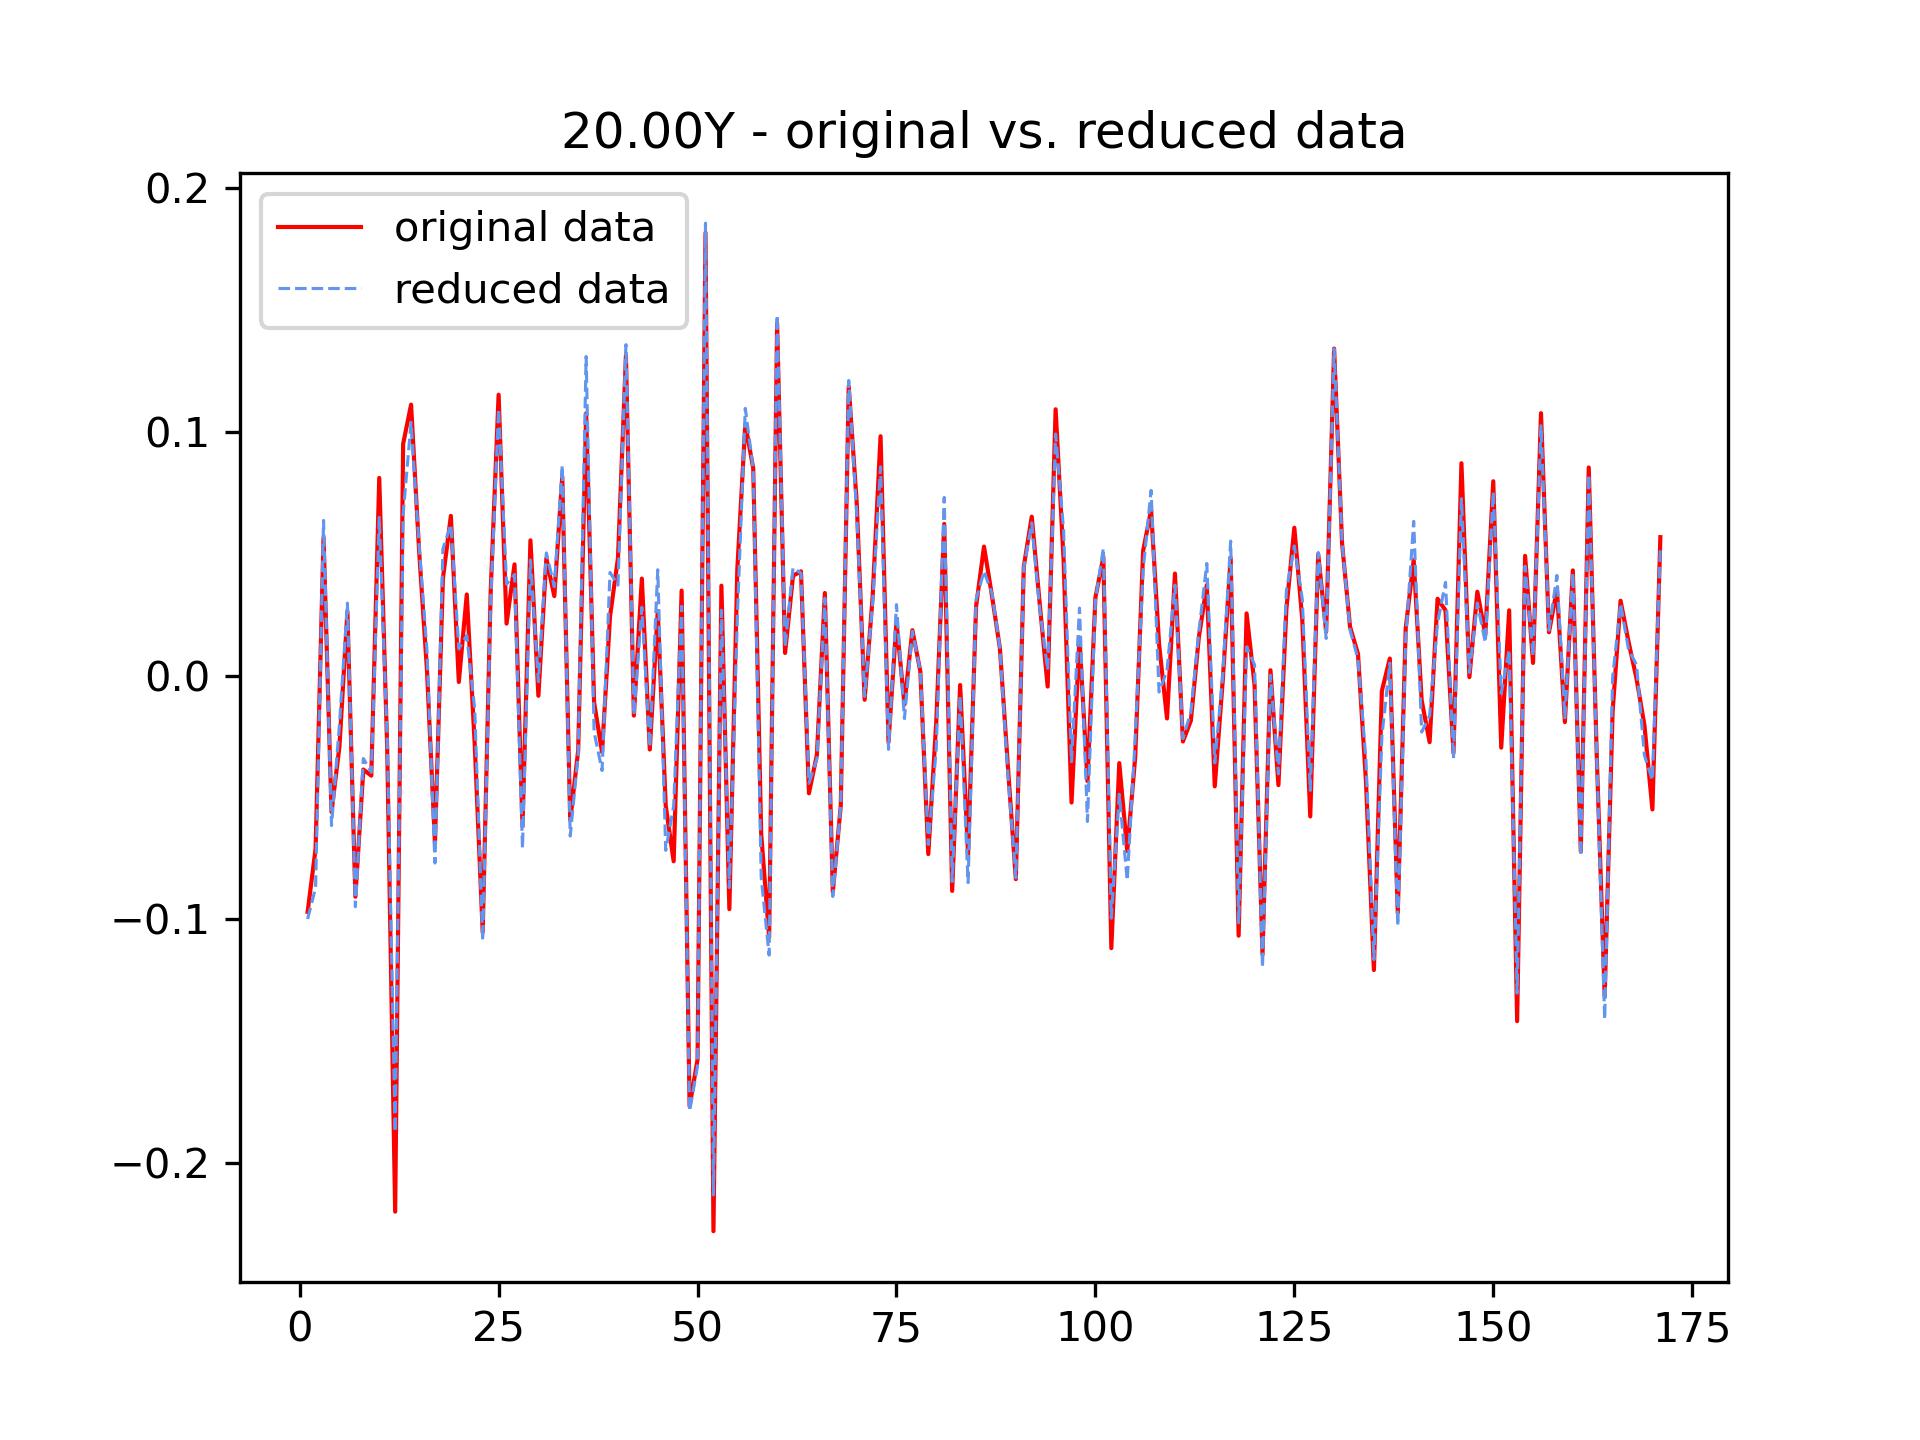 20.00Y - original vs. reduced data
original data
reduced data
0.2
0.1
0.0
−0.1
−0.2
0 25 50 75 100 125 150 175